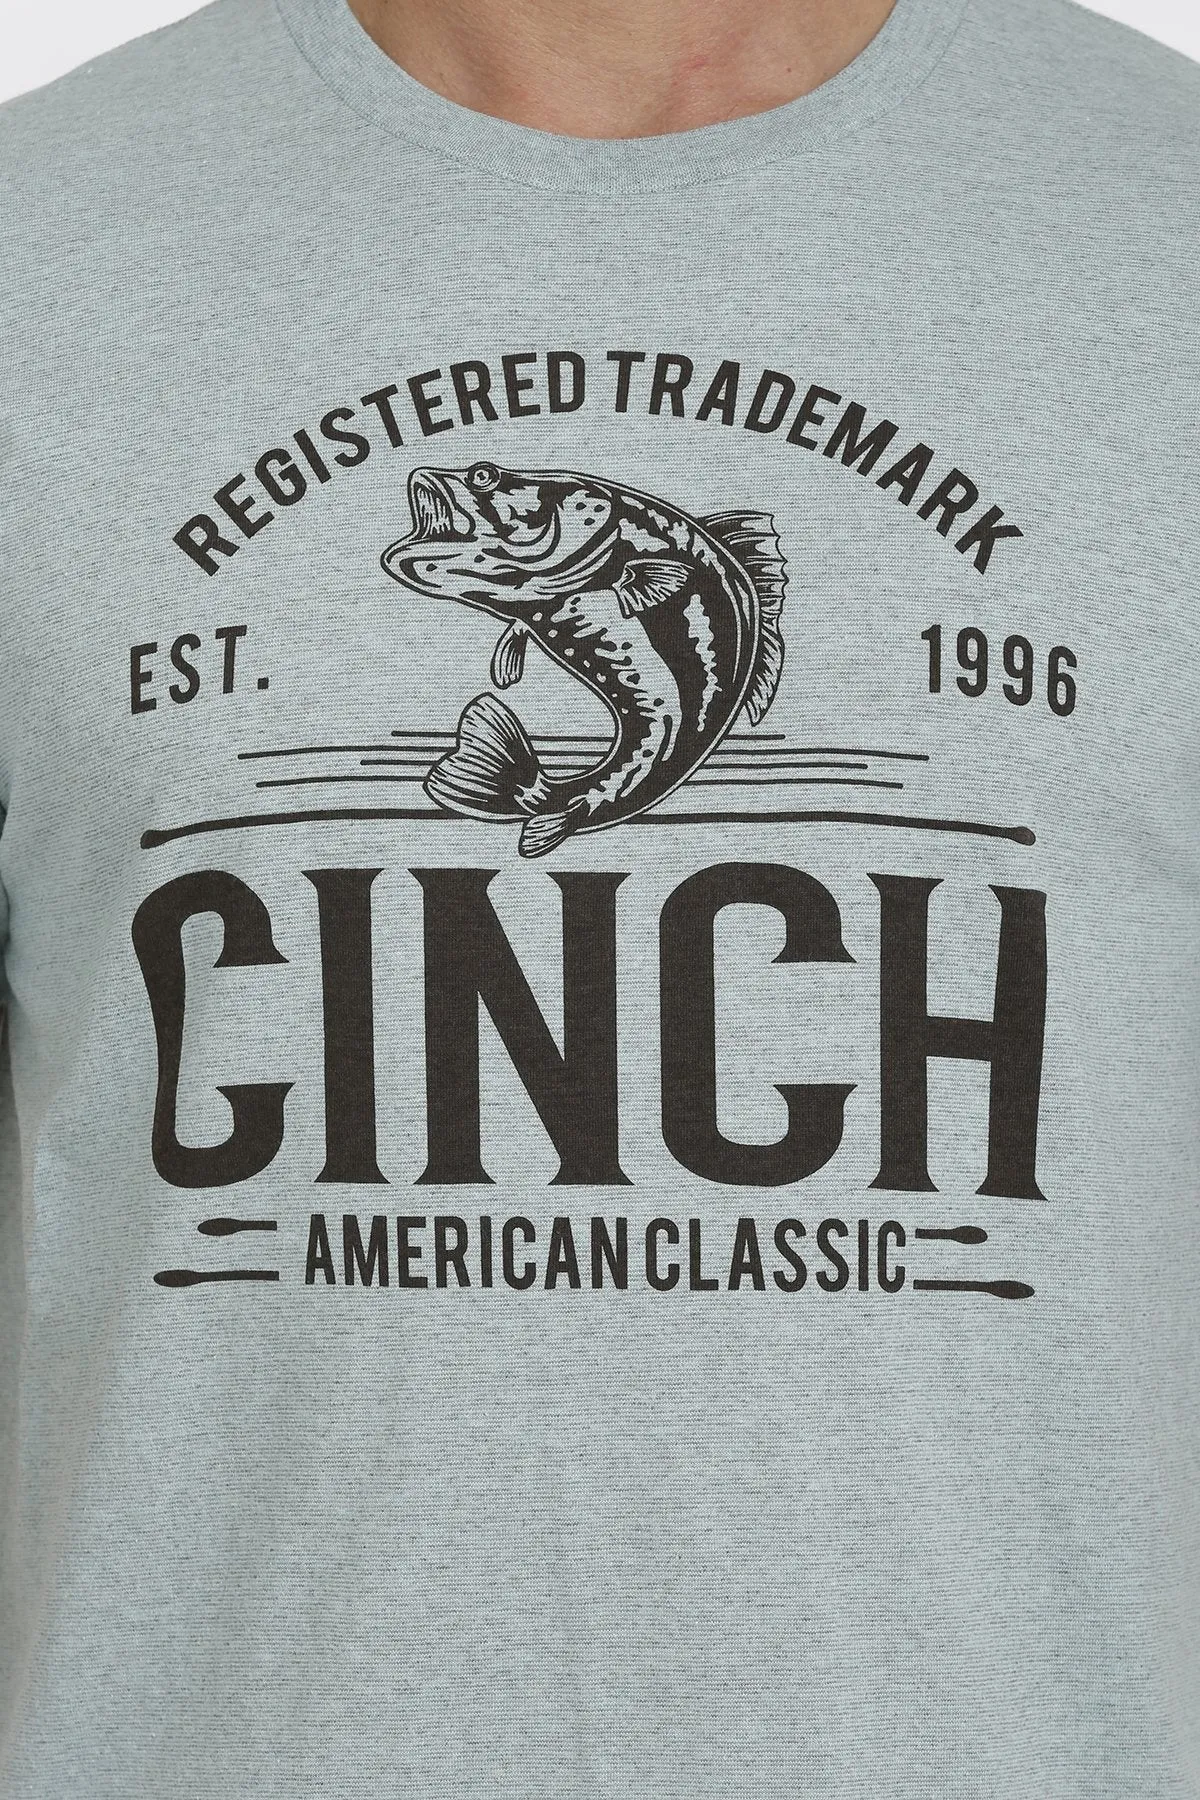 REGISTERED TRADEMARK
EST. 1996
CINCH
AMERICAN CLASSIC